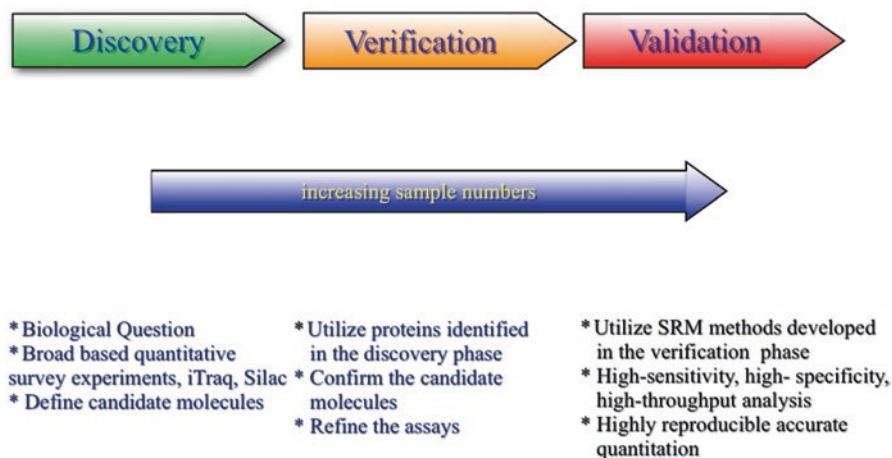 Discovery
Verification
Validation
increasing sample numbers
* Biological Question
* Broad based quantitative
survey experiments, iTraq, Silac
* Define candidate molecules
* Utilize proteins identified
in the discovery phase
* Confirm the candidate
molecules
* Refine the assays
* Utilize SRM methods developed
in the verification phase
* High-sensitivity, high- specificity,
high-throughput analysis
* Highly reproducible accurate
quantitation